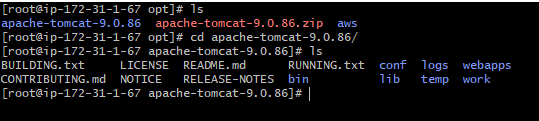 [root@ip-172-31-1-67 opt]# ls
apache-tomcat-9.0.86  apache-tomcat-9.0.86.zip  aws
[root@ip-172-31-1-67 opt]# cd apache-tomcat-9.0.86/
[root@ip-172-31-1-67 apache-tomcat-9.0.86]# ls
BUILDING.txt     LICENSE  README.md      RUNNING.txt  conf  logs  webapps
CONTRIBUTING.md  NOTICE   RELEASE-NOTES  bin          lib   temp  work
[root@ip-172-31-1-67 apache-tomcat-9.0.86]#